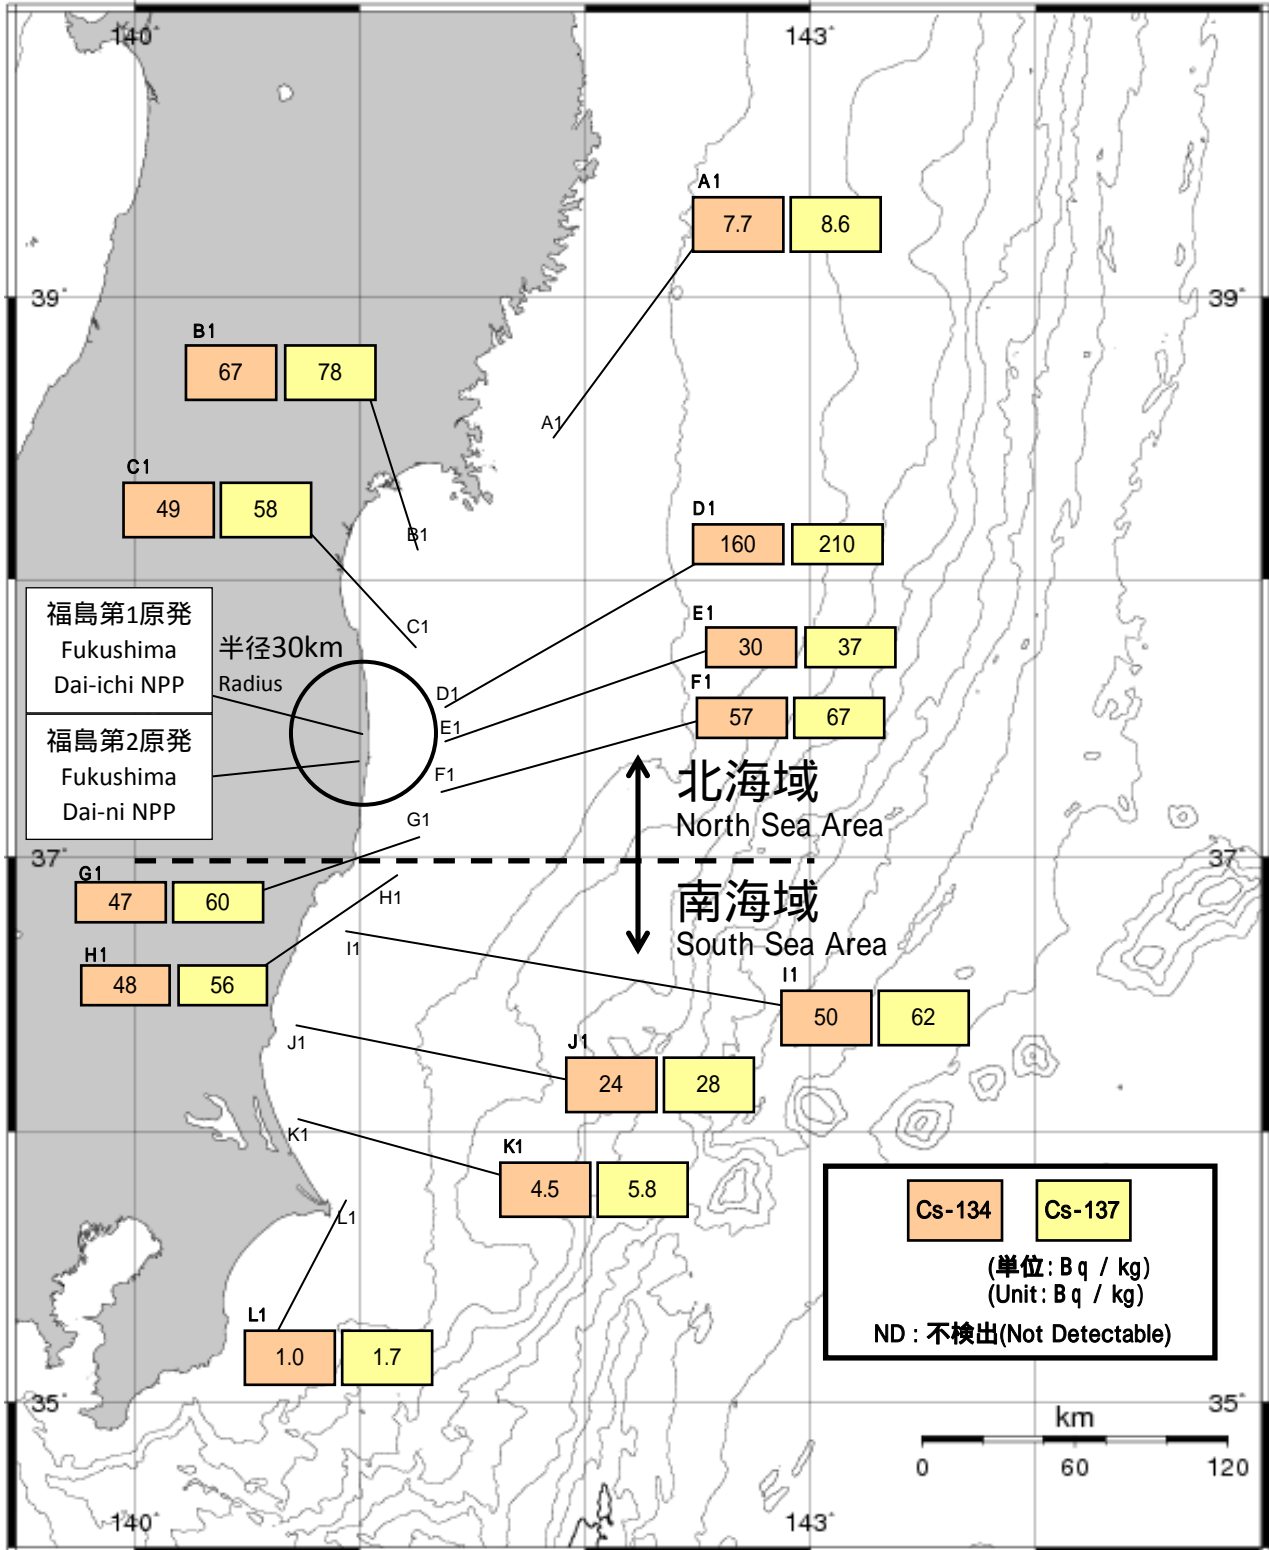 140°
143°
A1
7.7 8.6
39°
39°
B1
67 78
A1
C1
49 58
B1
D1
160 210
福島第1原発
Fukushima
Dai-ichi NPP
半径30km
Radius
C1
E1
30 37
D1
F1
57 67
E1
福島第2原発
Fukushima
Dai-ni NPP
F1
北海域
North Sea Area
G1
37°
37°
G1
47 60
H1
南海域
South Sea Area
I1
H1
48 56
I1
50 62
J1
J1
24 28
K1
K1
4.5 5.8
L1
L1
1.0 1.7
Cs-134 Cs-137
(単位:Bq / kg)
(Unit:Bq / kg)
ND : 不検出(Not Detectable)
35°
35°
km
0 60 120
140°
143°